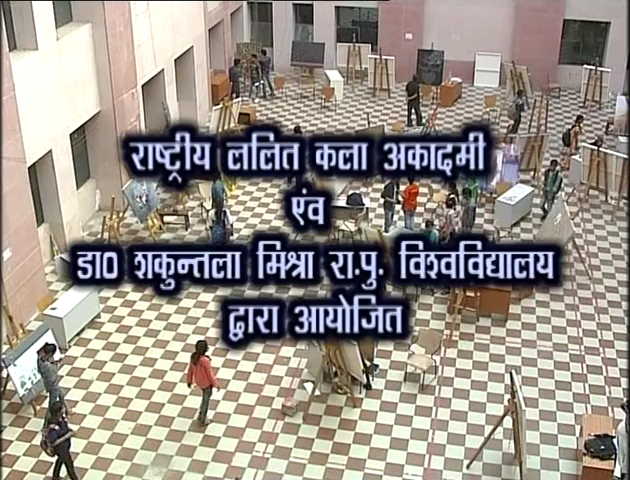 राष्ट्रीय ललित कला अकादमी
एंव
डा0 शकुन्तला मिश्रा रा.पु. विश्वविद्यालय
द्वारा आयोजित